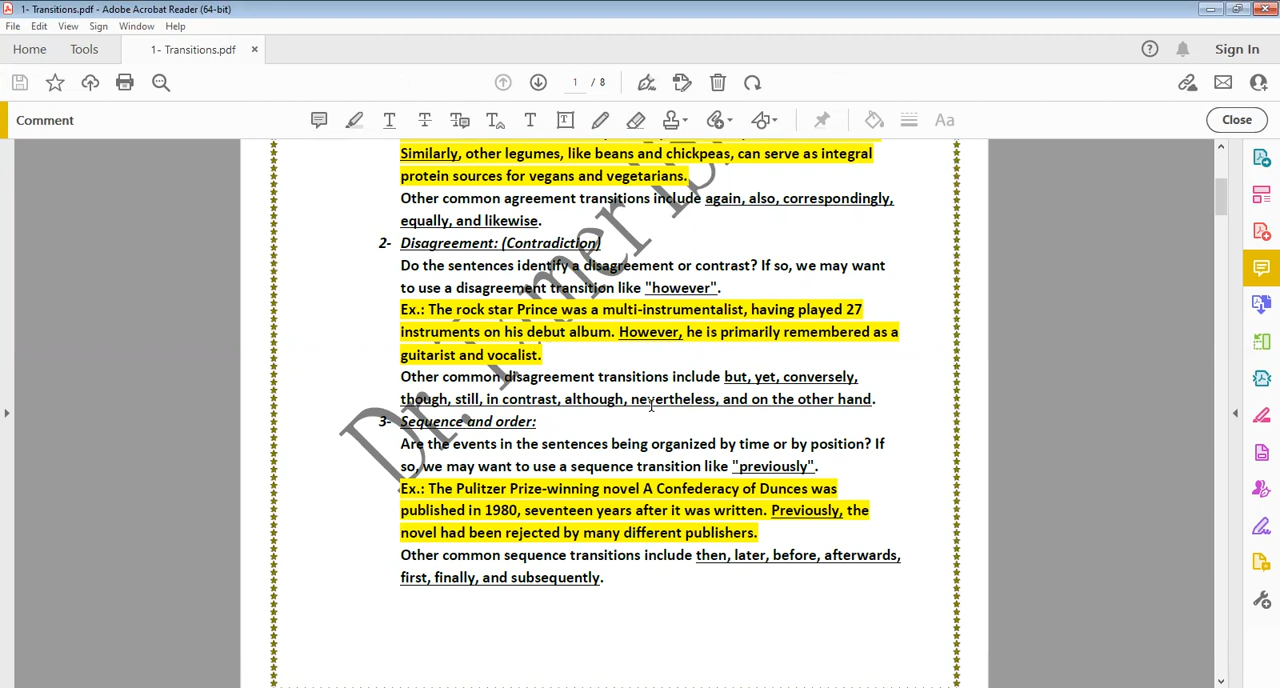 1- Transitions.pdf - Adobe Acrobat Reader (64-bit)
File Edit View Sign Window Help
Home Tools 1- Transitions.pdf × Sign In
1 / 8
Comment Aa Close
Similarly, other legumes, like beans and chickpeas, can serve as integral
protein sources for vegans and vegetarians.
Other common agreement transitions include again, also, correspondingly,
equally, and likewise.
2- Disagreement: (Contradiction)
Do the sentences identify a disagreement or contrast? If so, we may want
to use a disagreement transition like "however".
Ex.: The rock star Prince was a multi-instrumentalist, having played 27
instruments on his debut album. However, he is primarily remembered as a
guitarist and vocalist.
Other common disagreement transitions include but, yet, conversely,
though, still, in contrast, although, nevertheless, and on the other hand.
3- Sequence and order:
Are the events in the sentences being organized by time or by position? If
so, we may want to use a sequence transition like "previously".
Ex.: The Pulitzer Prize-winning novel A Confederacy of Dunces was
published in 1980, seventeen years after it was written. Previously, the
novel had been rejected by many different publishers.
Other common sequence transitions include then, later, before, afterwards,
first, finally, and subsequently.
Dr.